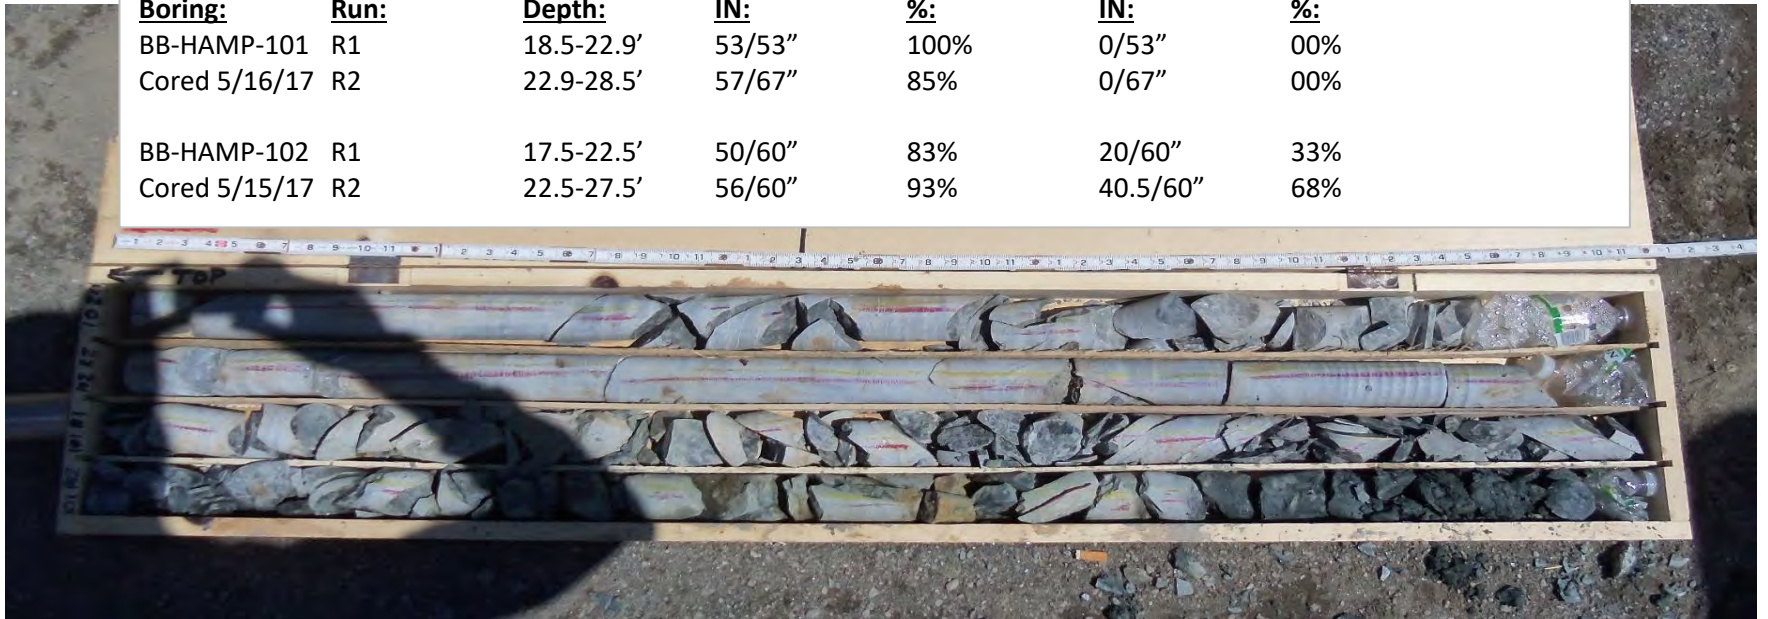 Boring: Run: Depth: IN: %: IN: %:
BB-HAMP-101 R1 18.5-22.9’ 53/53” 100% 0/53” 00%
Cored 5/16/17 R2 22.9-28.5’ 57/67” 85% 0/67” 00%
BB-HAMP-102 R1 17.5-22.5’ 50/60” 83% 20/60” 33%
Cored 5/15/17 R2 22.5-27.5’ 56/60” 93% 40.5/60” 68%
← TOP